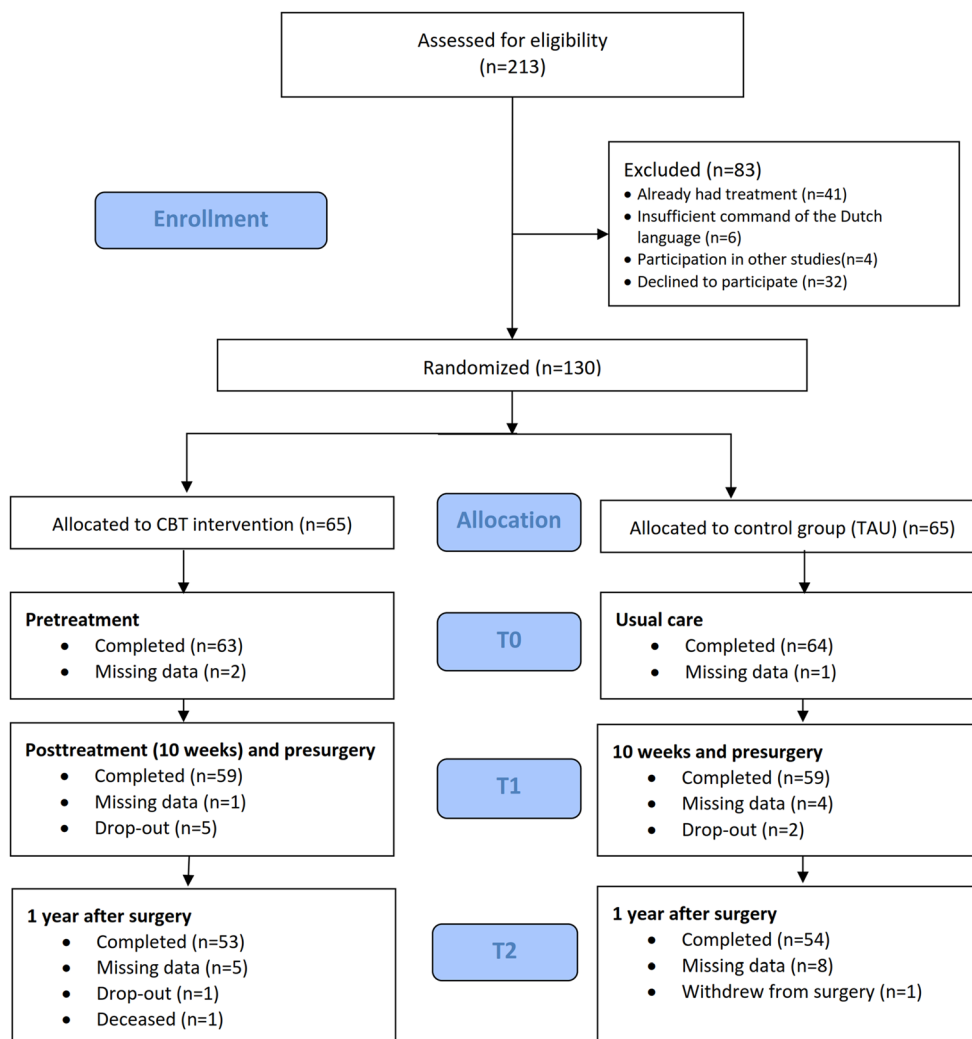 Assessed for eligibility
(n=213)
Excluded (n=83)
• Already had treatment (n=41)
• Insufficient command of the Dutch
language (n=6)
• Participation in other studies(n=4)
• Declined to participate (n=32)
Enrollment
Randomized (n=130)
Allocated to CBT intervention (n=65)
Allocation
Allocated to control group (TAU) (n=65)
Pretreatment
• Completed (n=63)
• Missing data (n=2)
T0
Usual care
• Completed (n=64)
• Missing data (n=1)
Posttreatment (10 weeks) and presurgery
• Completed (n=59)
• Missing data (n=1)
• Drop-out (n=5)
T1
10 weeks and presurgery
• Completed (n=59)
• Missing data (n=4)
• Drop-out (n=2)
1 year after surgery
• Completed (n=53)
• Missing data (n=5)
• Drop-out (n=1)
• Deceased (n=1)
T2
1 year after surgery
• Completed (n=54)
• Missing data (n=8)
• Withdrew from surgery (n=1)